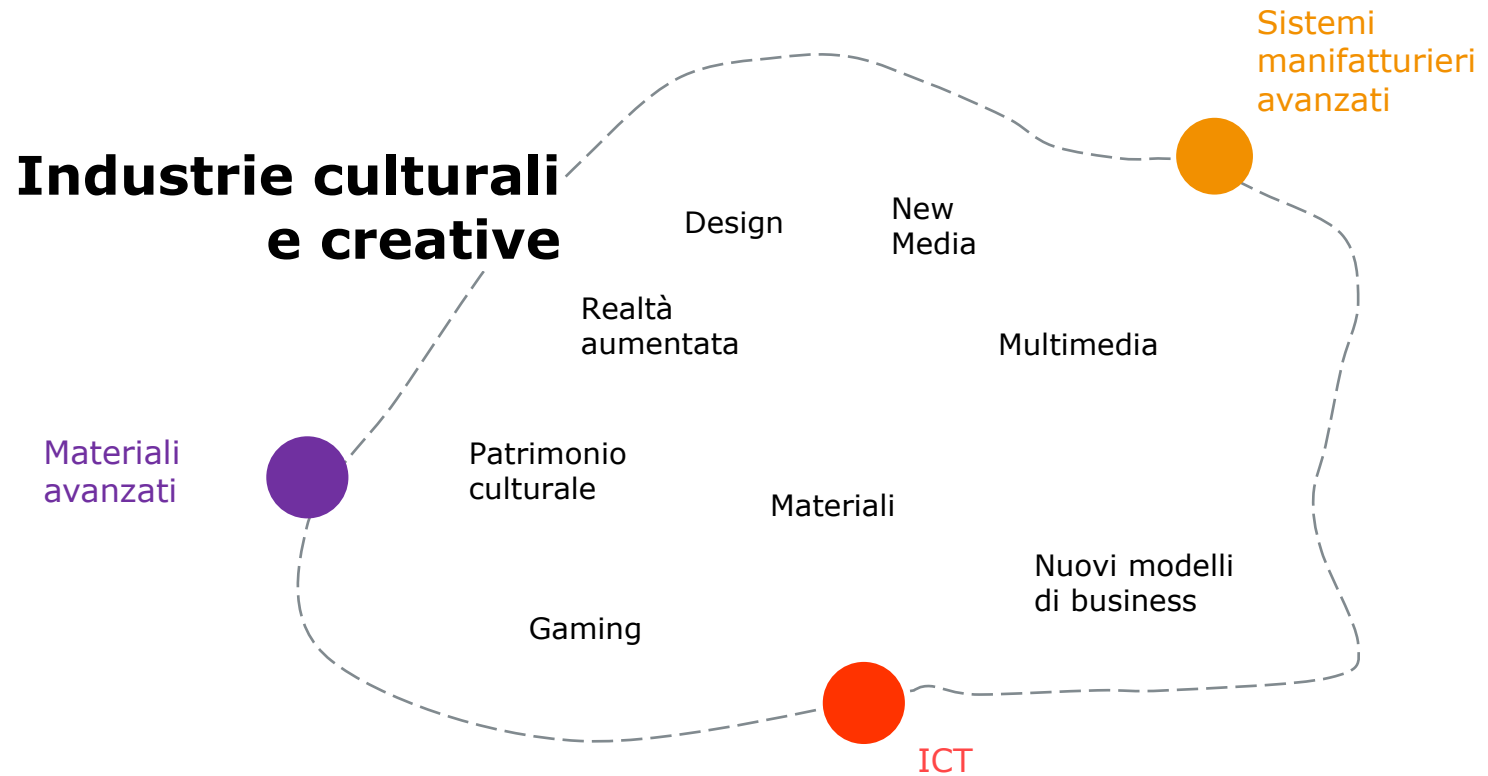 Sistemi
manifatturieri
avanzati
Industrie culturali
e creative
Design
New
Media
Realtà
aumentata
Multimedia
Materiali
avanzati
Patrimonio
culturale
Materiali
Nuovi modelli
di business
Gaming
ICT